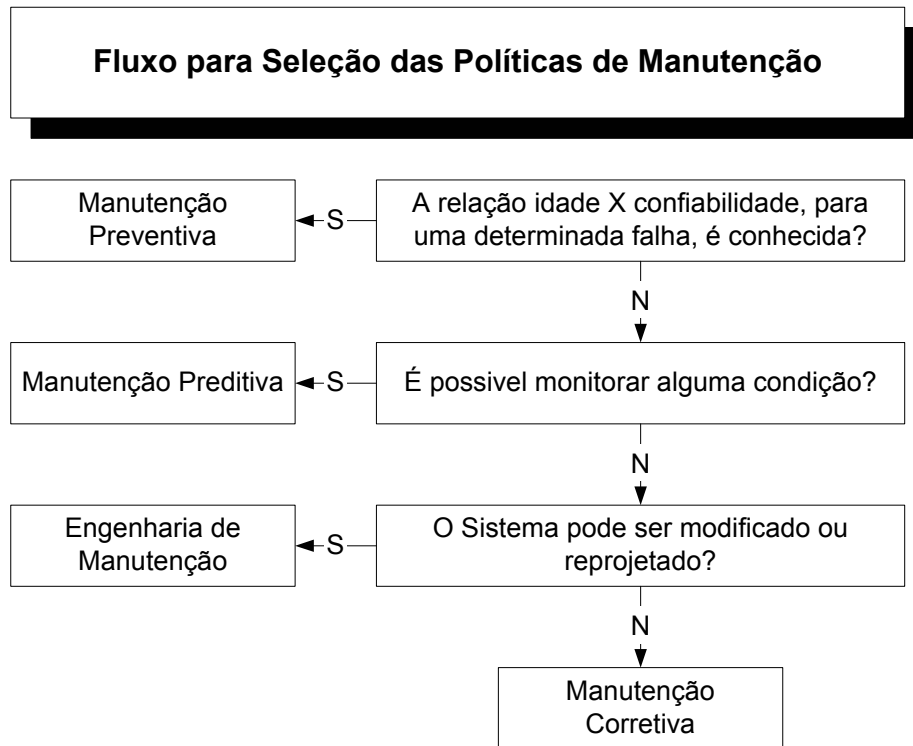 Fluxo para Seleção das Políticas de Manutenção
Manutenção
Preventiva
S
A relação idade X confiabilidade, para
uma determinada falha, é conhecida?
N
Manutenção Preditiva
S
É possivel monitorar alguma condição?
N
Engenharia de
Manutenção
S
O Sistema pode ser modificado ou
reprojetado?
N
Manutenção
Corretiva